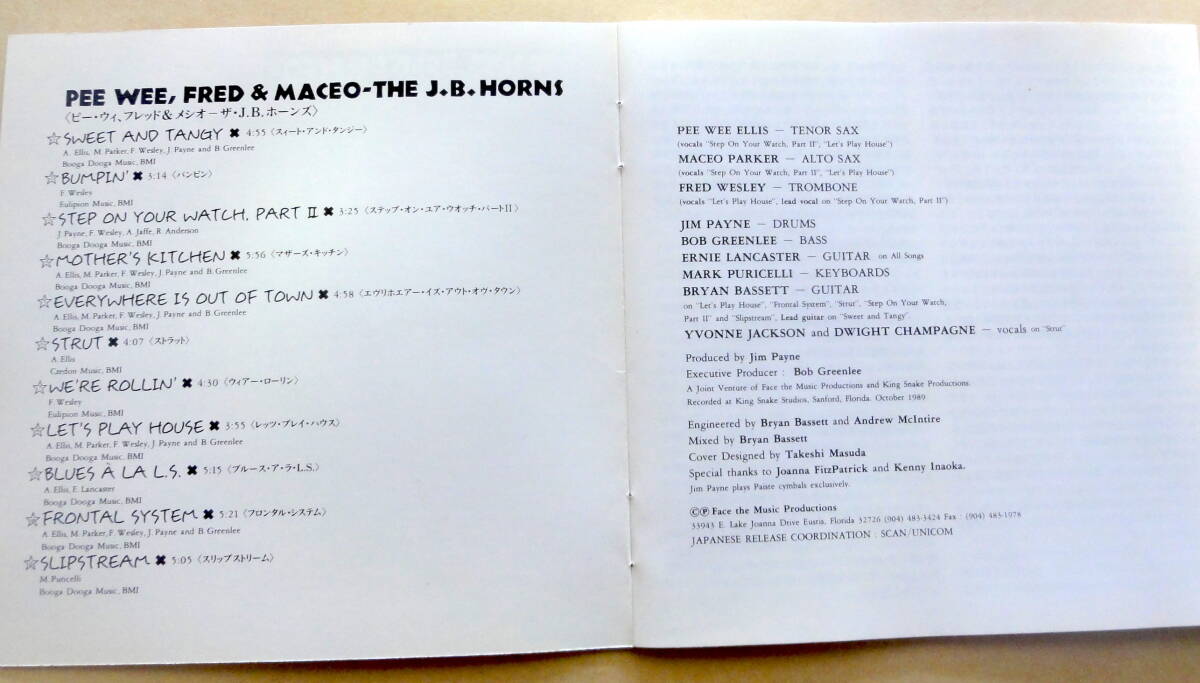 PEE WEE, FRED & MACEO-THE J.B. HORNS
〈ピー・ウィ、フレッド&メシオーザ・J.B.ホーンズ〉
☆SWEET AND TANGY ✖ 4:55〈スィート・アンド・タンジー〉
A. Ellis, M. Parker, F. Wesley, J. Payne and B. Greenlee
Booga Dooga Music, BMI
☆BUMPIN' ✖ 3:14〈バンピン〉
F. Wesley
Eulipion Music, BMI
☆STEP ON YOUR WATCH, PART II ✖ 3:25〈ステップ・オン・ユア・ウオッチ・パートII〉
J. Payne, F. Wesley, A. Jaffe, R. Anderson
Booga Dooga Music, BMI
☆MOTHER'S KITCHEN ✖ 5:56〈マザーズ・キッチン〉
A. Ellis, M. Parker, F. Wesley, J. Payne and B. Greenlee
Booga Dooga Music, BMI
☆EVERYWHERE IS OUT OF TOWN ✖ 4:58〈エヴリホエアー・イズ・アウト・オヴ・タウン〉
A. Ellis, M. Parker, F. Wesley, J. Payne and B. Greenlee
Booga Dooga Music, BMI
☆STRUT ✖ 4:07〈ストラット〉
A. Ellis
Czedon Music, BMI
☆WE'RE ROLLIN' ✖ 4:30〈ウィアー・ローリン〉
F. Wesley
Eulipion Music, BMI
☆LET'S PLAY HOUSE ✖ 3:55〈レッツ・プレイ・ハウス〉
A. Ellis, M. Parker, F. Wesley, J. Payne and B. Greenlee
Booga Dooga Music, BMI
☆BLUES À LA L.S. ✖ 5:15〈ブルース・ア・ラ・L.S.〉
A. Ellis, E. Lancaster
Booga Dooga Music, BMI
☆FRONTAL SYSTEM ✖ 5:21〈フロンタル・システム〉
A. Ellis, M. Parker, F. Wesley, J. Payne and B. Greenlee
Booga Dooga Music, BMI
☆SLIPSTREAM ✖ 5:05〈スリップストリーム〉
M. Puricelli
Booga Dooga Music, BMI
PEE WEE ELLIS — TENOR SAX
(vocals "Step On Your Watch, Part II", "Let's Play House")
MACEO PARKER — ALTO SAX
(vocals "Step On Your Watch, Part II", "Let's Play House")
FRED WESLEY — TROMBONE
(vocals "Let's Play House", lead vocal on "Step On Your Watch, Part II")
JIM PAYNE — DRUMS
BOB GREENLEE — BASS
ERNIE LANCASTER — GUITAR on All Songs
MARK PURICELLI — KEYBOARDS
BRYAN BASSETT — GUITAR
on "Let's Play House", "Frontal System", "Strut", "Step On Your Watch,
Part II" and "Slipstream", Lead guitar on "Sweet and Tangy".
YVONNE JACKSON and DWIGHT CHAMPAGNE — vocals on "Strut"
Produced by Jim Payne
Executive Producer : Bob Greenlee
A Joint Venture of Face the Music Productions and King Snake Productions.
Recorded at King Snake Studios, Sanford, Florida. October 1989
Engineered by Bryan Bassett and Andrew McIntire
Mixed by Bryan Bassett
Cover Designed by Takeshi Masuda
Special thanks to Joanna FitzPatrick and Kenny Inaoka.
Jim Payne plays Paiste cymbals exclusively.
©℗ Face the Music Productions
33943 E. Lake Joanna Drive Eustis, Florida 32726 (904) 483-3424 Fax : (904) 483-1978
JAPANESE RELEASE COORDINATION : SCAN/UNICOM